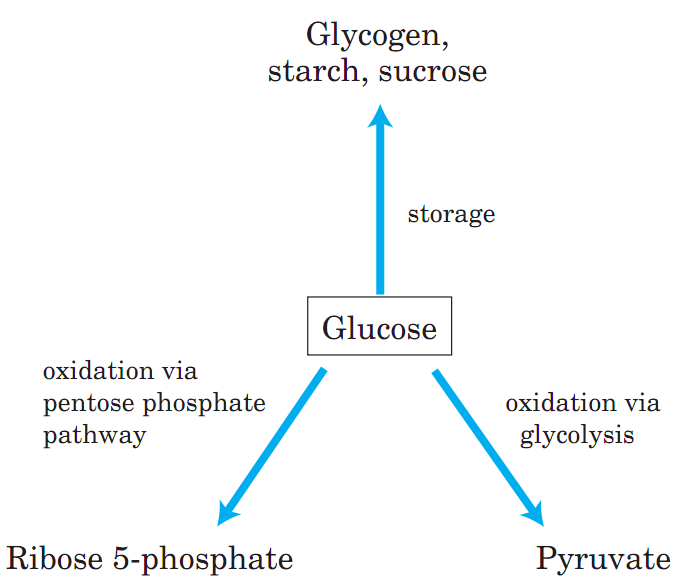 Glycogen,
starch, sucrose
storage
Glucose
oxidation via
pentose phosphate
pathway
oxidation via
glycolysis
Ribose 5-phosphate
Pyruvate